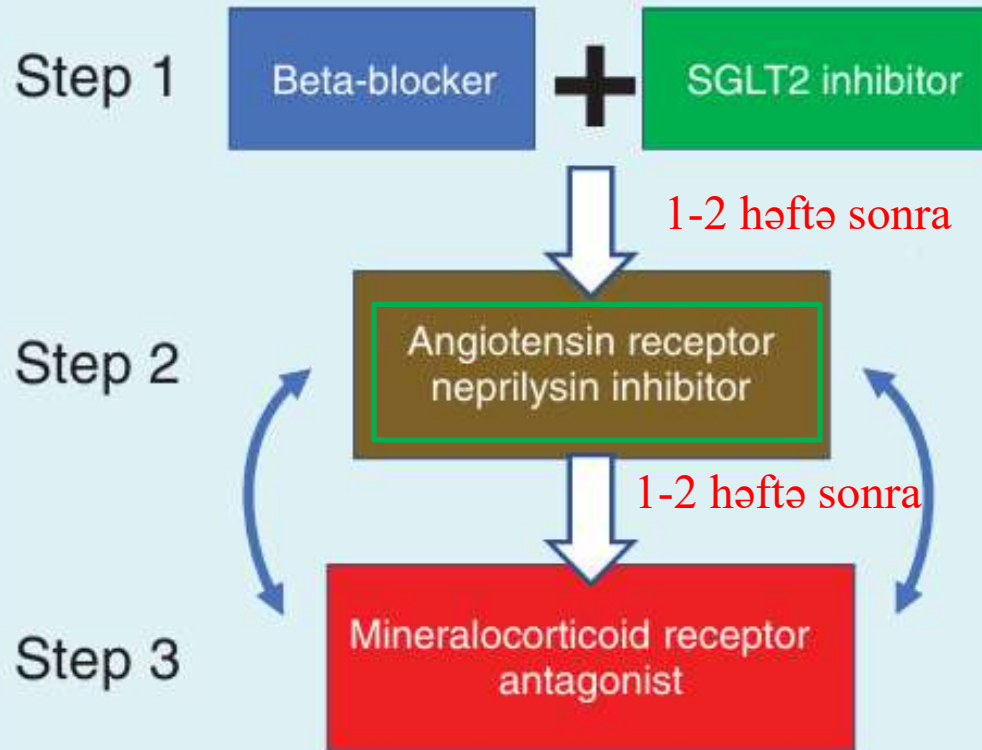 Step 1
Beta-blocker
+
SGLT2 inhibitor
1-2 həftə sonra
Step 2
Angiotensin receptor
neprilysin inhibitor
1-2 həftə sonra
Step 3
Mineralocorticoid receptor
antagonist